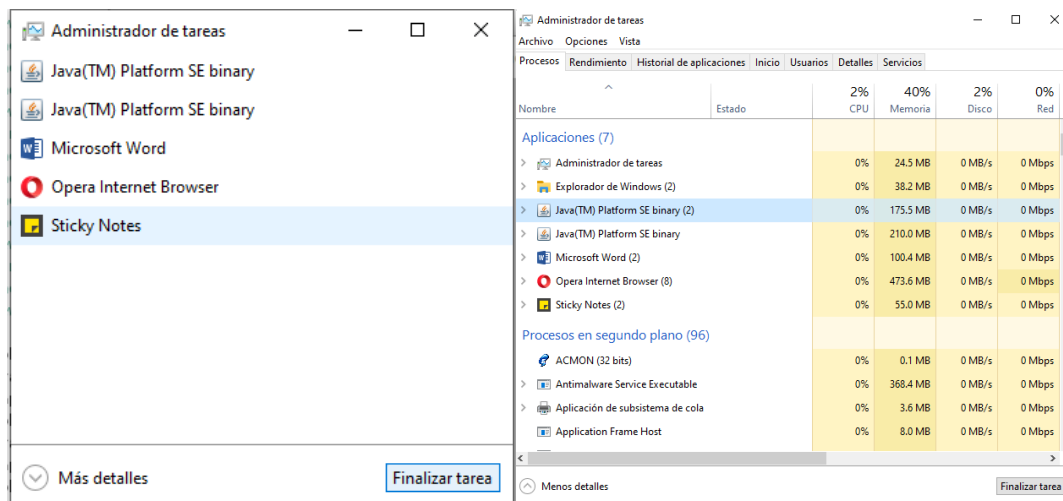 Administrador de tareas
Java(TM) Platform SE binary
Java(TM) Platform SE binary
Microsoft Word
Opera Internet Browser
Sticky Notes
Más detalles
Finalizar tarea
Administrador de tareas
Archivo Opciones Vista
Procesos Rendimiento Historial de aplicaciones Inicio Usuarios Detalles Servicios
2% 40% 2% 0%
Nombre Estado CPU Memoria Disco Red
Aplicaciones (7)
Administrador de tareas 0% 24.5 MB 0 MB/s 0 Mbps
Explorador de Windows (2) 0% 38.2 MB 0 MB/s 0 Mbps
Java(TM) Platform SE binary (2) 0% 175.5 MB 0 MB/s 0 Mbps
Java(TM) Platform SE binary 0% 210.0 MB 0 MB/s 0 Mbps
Microsoft Word (2) 0% 100.4 MB 0 MB/s 0 Mbps
Opera Internet Browser (8) 0% 473.6 MB 0 MB/s 0 Mbps
Sticky Notes (2) 0% 55.0 MB 0 MB/s 0 Mbps
Procesos en segundo plano (96)
ACMON (32 bits) 0% 0.1 MB 0 MB/s 0 Mbps
Antimalware Service Executable 0% 368.4 MB 0 MB/s 0 Mbps
Aplicación de subsistema de cola 0% 3.6 MB 0 MB/s 0 Mbps
Application Frame Host 0% 8.0 MB 0 MB/s 0 Mbps
Menos detalles
Finalizar tarea